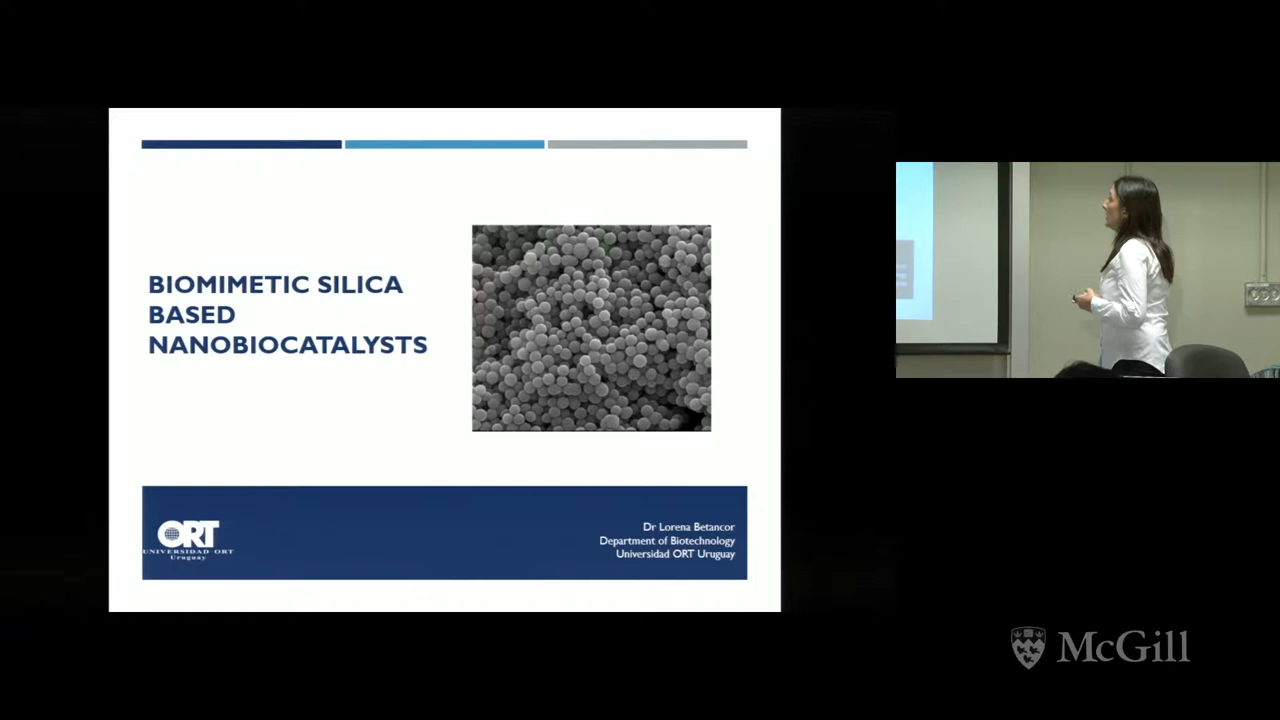 BIOMIMETIC SILICA
BASED
NANOBIOCATALYSTS
ORT
UNIVERSIDAD ORT
Uruguay
Dr Lorena Betancor
Department of Biotechnology
Universidad ORT Uruguay
McGill